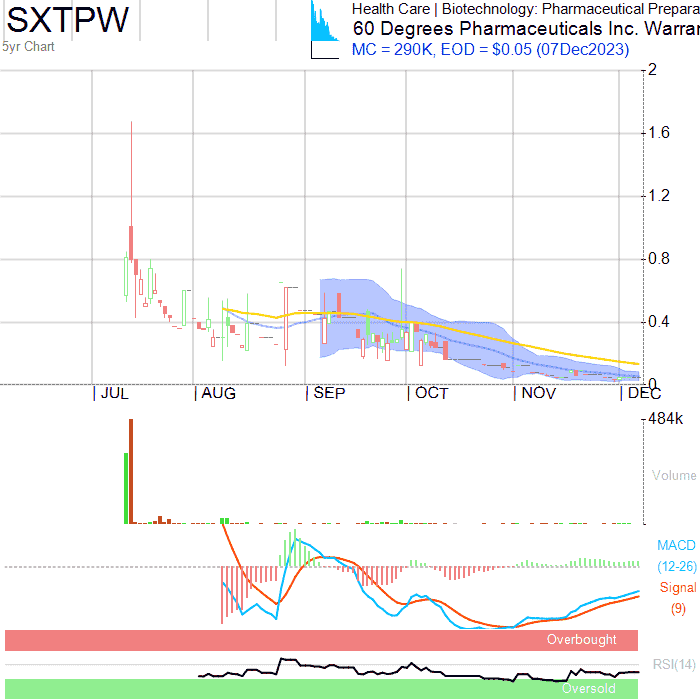 SXTPW
5yr Chart
Health Care | Biotechnology: Pharmaceutical Prepara
60 Degrees Pharmaceuticals Inc. Warran
MC = 290K, EOD = $0.05 (07Dec2023)
2
1.6
1.2
0.8
0.4
0
JUL AUG SEP OCT NOV DEC
484k
Volume
MACD
(12-26)
Signal
(9)
Overbought
RSI(14)
Oversold